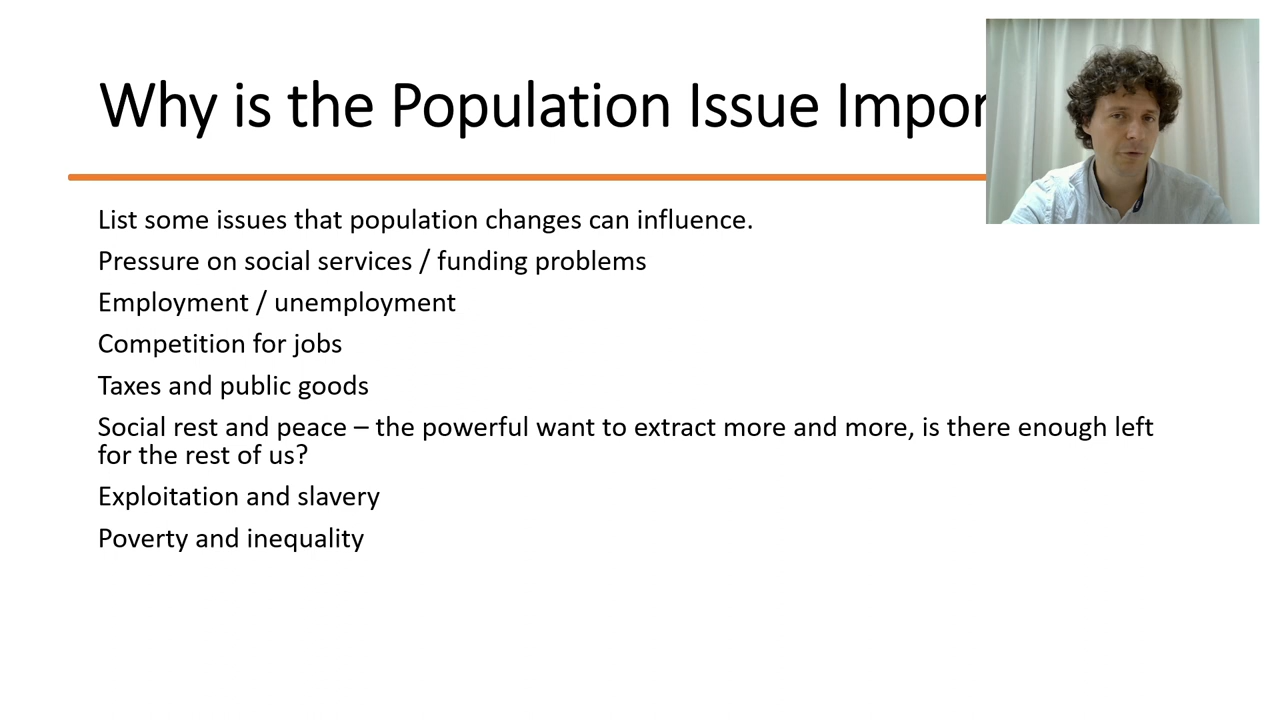 Why is the Population Issue Impor
List some issues that population changes can influence.
Pressure on social services / funding problems
Employment / unemployment
Competition for jobs
Taxes and public goods
Social rest and peace – the powerful want to extract more and more, is there enough left
for the rest of us?
Exploitation and slavery
Poverty and inequality